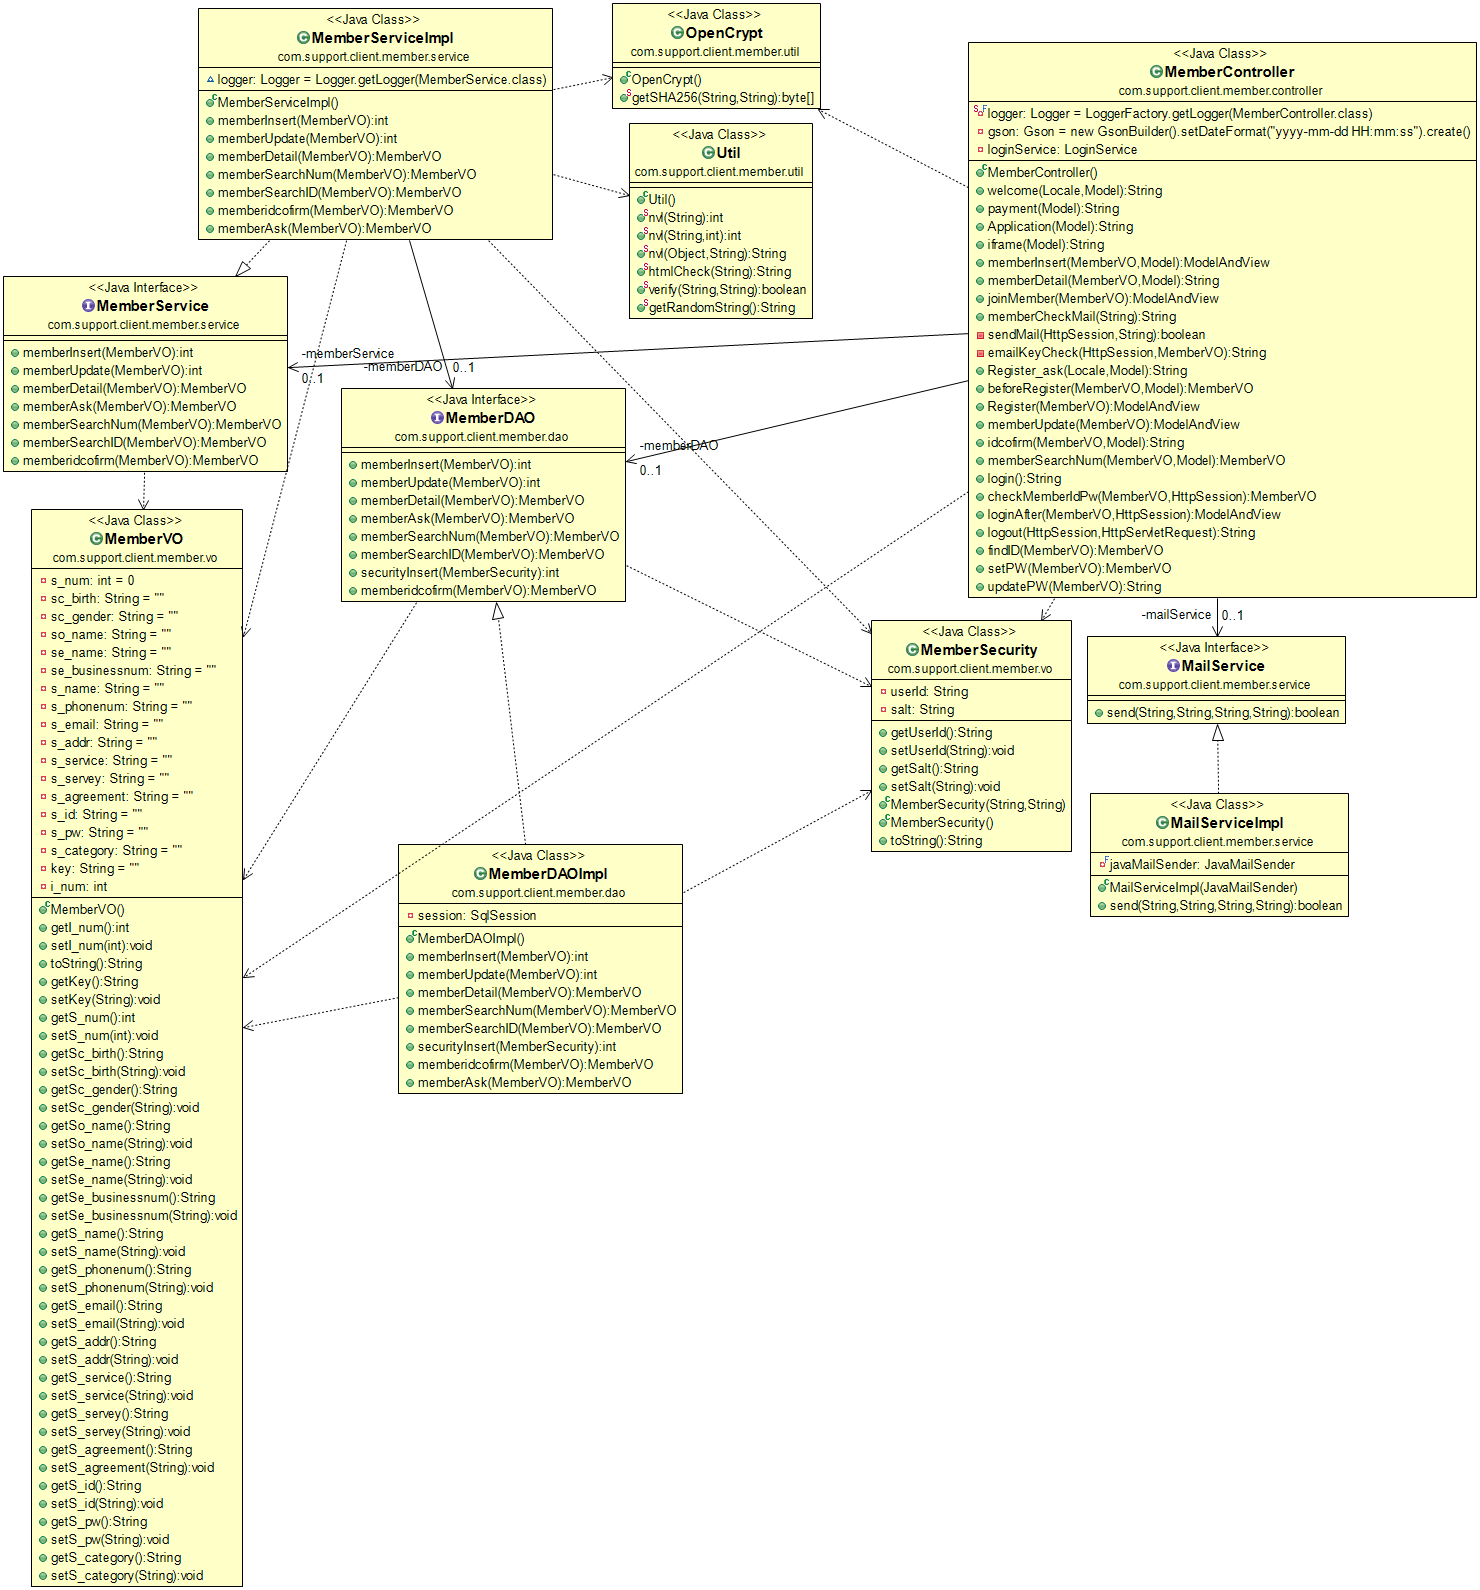 <<Java Class>>
MemberServiceImpl
com.support.client.member.service
logger: Logger = Logger.getLogger(MemberService.class)
MemberServiceImpl()
memberInsert(MemberVO):int
memberUpdate(MemberVO):int
memberDetail(MemberVO):MemberVO
memberSearchNum(MemberVO):MemberVO
memberSearchID(MemberVO):MemberVO
memberidcofirm(MemberVO):MemberVO
memberAsk(MemberVO):MemberVO
<<Java Class>>
OpenCrypt
com.support.client.member.util
OpenCrypt()
getSHA256(String,String):byte[]
<<Java Class>>
Util
com.support.client.member.util
Util()
nvl(String):int
nvl(String,int):int
nvl(Object,String):String
htmlCheck(String):String
verify(String,String):boolean
getRandomString():String
<<Java Class>>
MemberController
com.support.client.member.controller
logger: Logger = LoggerFactory.getLogger(MemberController.class)
gson: Gson = new GsonBuilder().setDateFormat("yyyy-mm-dd HH:mm:ss").create()
loginService: LoginService
MemberController()
welcome(Locale,Model):String
payment(Model):String
Application(Model):String
iframe(Model):String
memberInsert(MemberVO,Model):ModelAndView
memberDetail(MemberVO,Model):String
joinMember(MemberVO):ModelAndView
memberCheckMail(String):String
sendMail(HttpSession,String):boolean
emailKeyCheck(HttpSession,MemberVO):String
Register_ask(Locale,Model):String
beforeRegister(MemberVO,Model):MemberVO
Register(MemberVO):ModelAndView
memberUpdate(MemberVO):ModelAndView
idcofirm(MemberVO,Model):String
memberSearchNum(MemberVO,Model):MemberVO
login():String
checkMemberIdPw(MemberVO,HttpSession):MemberVO
loginAfter(MemberVO,HttpSession):ModelAndView
logout(HttpSession,HttpServletRequest):String
findID(MemberVO):MemberVO
setPW(MemberVO):MemberVO
updatePW(MemberVO):String
<<Java Interface>>
MemberService
com.support.client.member.service
memberInsert(MemberVO):int
memberUpdate(MemberVO):int
memberDetail(MemberVO):MemberVO
memberAsk(MemberVO):MemberVO
memberSearchNum(MemberVO):MemberVO
memberSearchID(MemberVO):MemberVO
memberidcofirm(MemberVO):MemberVO
-memberService
0..1
-memberDAO
0..1
<<Java Interface>>
MemberDAO
com.support.client.member.dao
memberInsert(MemberVO):int
memberUpdate(MemberVO):int
memberDetail(MemberVO):MemberVO
memberAsk(MemberVO):MemberVO
memberSearchNum(MemberVO):MemberVO
memberSearchID(MemberVO):MemberVO
securityInsert(MemberSecurity):int
memberidcofirm(MemberVO):MemberVO
-memberDAO
0..1
<<Java Class>>
MemberVO
com.support.client.member.vo
s_num: int = 0
sc_birth: String = ""
sc_gender: String = ""
so_name: String = ""
se_name: String = ""
se_businessnum: String = ""
s_name: String = ""
s_phonenum: String = ""
s_email: String = ""
s_addr: String = ""
s_service: String = ""
s_servey: String = ""
s_agreement: String = ""
s_id: String = ""
s_pw: String = ""
s_category: String = ""
key: String = ""
i_num: int
MemberVO()
getI_num():int
setI_num(int):void
toString():String
getKey():String
setKey(String):void
getS_num():int
setS_num(int):void
getSc_birth():String
setSc_birth(String):void
getSc_gender():String
setSc_gender(String):void
getSo_name():String
setSo_name(String):void
getSe_name():String
setSe_name(String):void
getSe_businessnum():String
setSe_businessnum(String):void
getS_name():String
setS_name(String):void
getS_phonenum():String
setS_phonenum(String):void
getS_email():String
setS_email(String):void
getS_addr():String
setS_addr(String):void
getS_service():String
setS_service(String):void
getS_servey():String
setS_servey(String):void
getS_agreement():String
setS_agreement(String):void
getS_id():String
setS_id(String):void
getS_pw():String
setS_pw(String):void
getS_category():String
setS_category(String):void
<<Java Class>>
MemberSecurity
com.support.client.member.vo
userId: String
salt: String
getUserId():String
setUserId(String):void
getSalt():String
setSalt(String):void
MemberSecurity(String,String)
MemberSecurity()
toString():String
-mailService
0..1
<<Java Interface>>
MailService
com.support.client.member.service
send(String,String,String,String):boolean
<<Java Class>>
MailServiceImpl
com.support.client.member.service
javaMailSender: JavaMailSender
MailServiceImpl(JavaMailSender)
send(String,String,String,String):boolean
<<Java Class>>
MemberDAOImpl
com.support.client.member.dao
session: SqlSession
MemberDAOImpl()
memberInsert(MemberVO):int
memberUpdate(MemberVO):int
memberDetail(MemberVO):MemberVO
memberSearchNum(MemberVO):MemberVO
memberSearchID(MemberVO):MemberVO
securityInsert(MemberSecurity):int
memberidcofirm(MemberVO):MemberVO
memberAsk(MemberVO):MemberVO